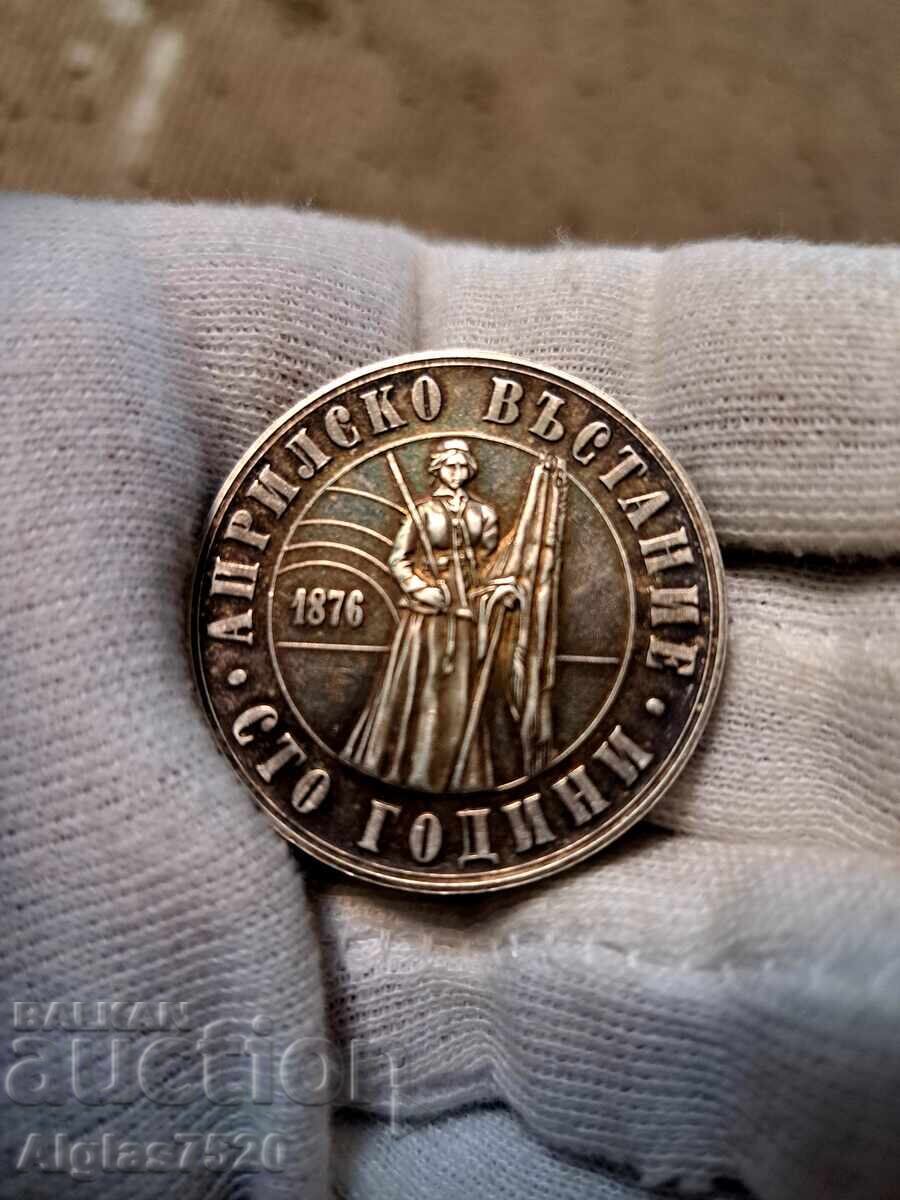 АПРИЛСКО ВЪСТАНИЕ
1876
· СТО ГОДИНИ ·
BALKAN
auction
Alglas7520